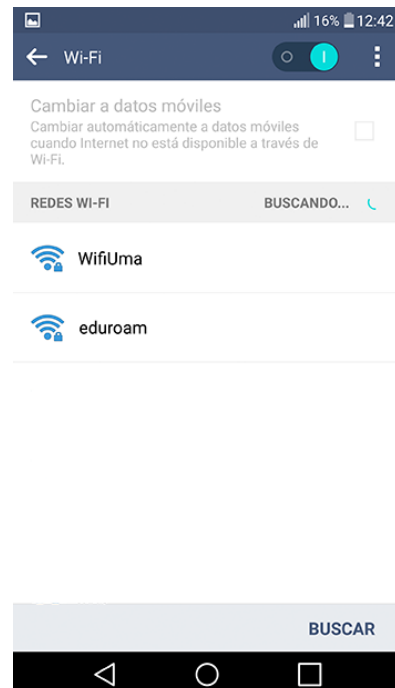 16% 12:42
Wi-Fi
Cambiar a datos móviles
Cambiar automáticamente a datos móviles
cuando Internet no está disponible a través de
Wi-Fi.
REDES WI-FI BUSCANDO...
WifiUma
eduroam
BUSCAR